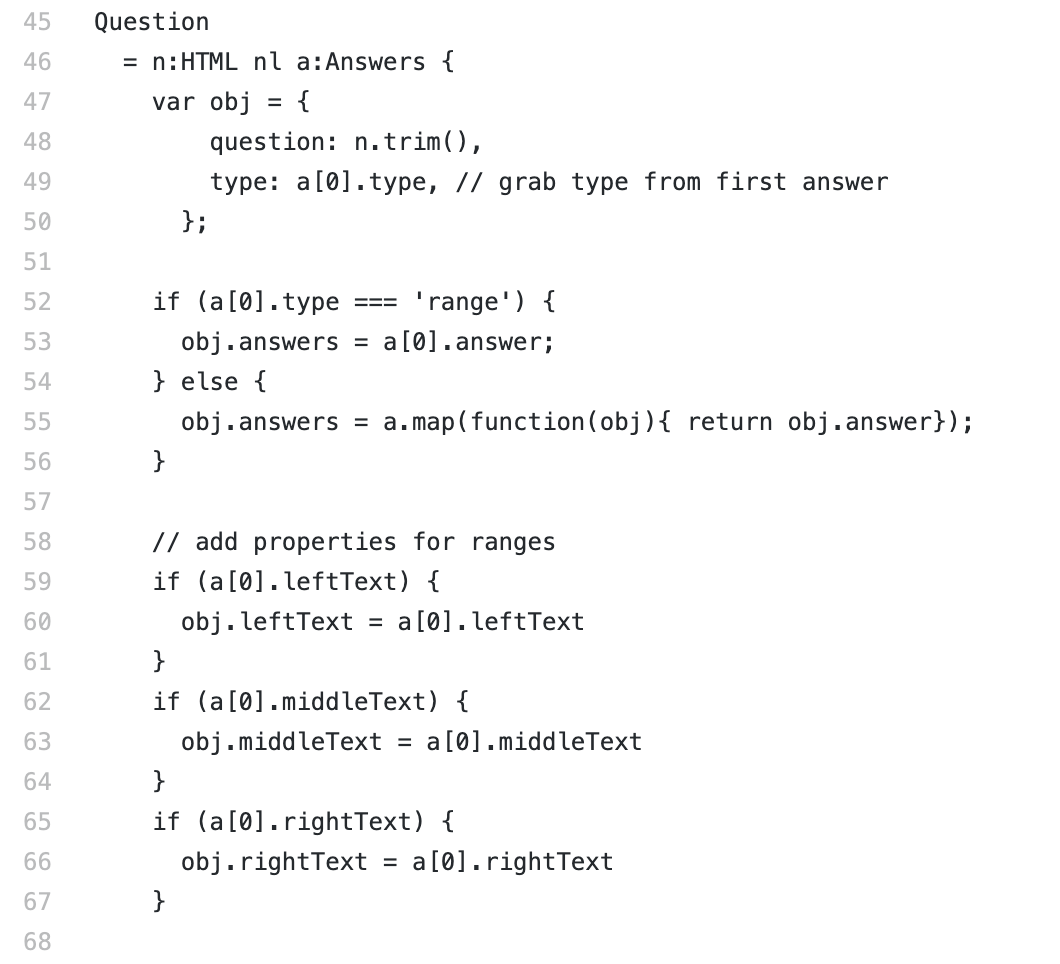 45 Question
46   = n:HTML nl a:Answers {
47     var obj = {
48         question: n.trim(),
49         type: a[0].type, // grab type from first answer
50       };
51
52     if (a[0].type === 'range') {
53       obj.answers = a[0].answer;
54     } else {
55       obj.answers = a.map(function(obj){ return obj.answer});
56     }
57
58     // add properties for ranges
59     if (a[0].leftText) {
60       obj.leftText = a[0].leftText
61     }
62     if (a[0].middleText) {
63       obj.middleText = a[0].middleText
64     }
65     if (a[0].rightText) {
66       obj.rightText = a[0].rightText
67     }
68